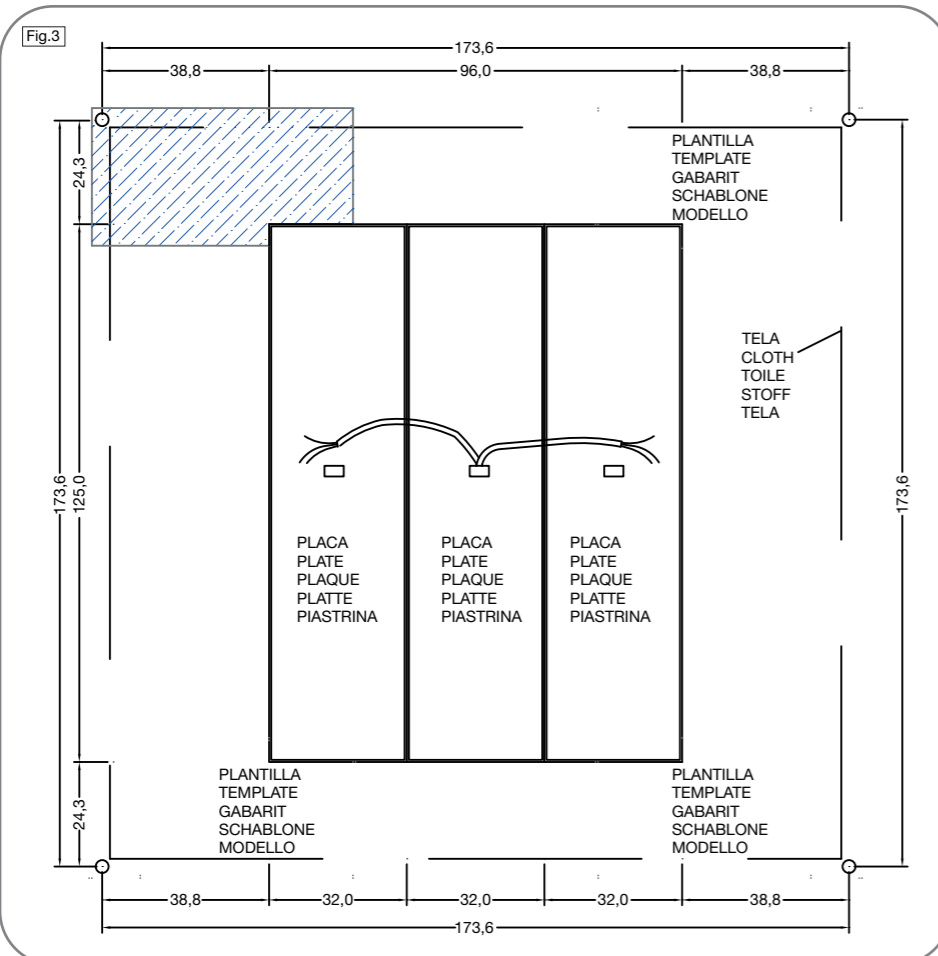 Fig.3
173,6
38,8
96,0
38,8
24,3
PLANTILLA
TEMPLATE
GABARIT
SCHABLONE
MODELLO
TELA
CLOTH
TOILE
STOFF
TELA
173,6
125,0
173,6
PLACA
PLATE
PLAQUE
PLATTE
PIASTRINA
PLACA
PLATE
PLAQUE
PLATTE
PIASTRINA
PLACA
PLATE
PLAQUE
PLATTE
PIASTRINA
24,3
PLANTILLA
TEMPLATE
GABARIT
SCHABLONE
MODELLO
PLANTILLA
TEMPLATE
GABARIT
SCHABLONE
MODELLO
38,8
32,0
32,0
32,0
38,8
173,6